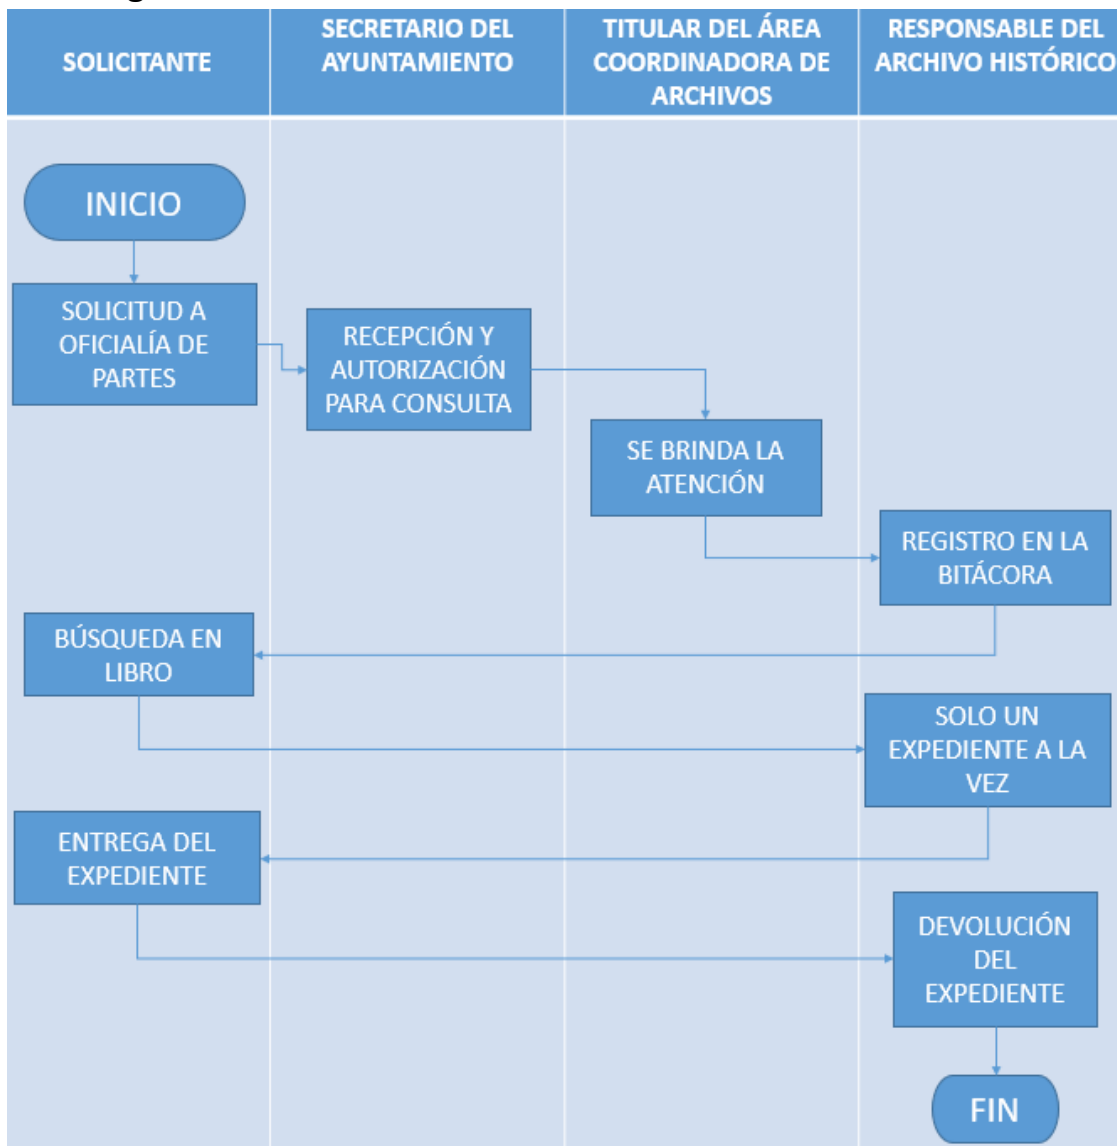 SOLICITANTE
SECRETARIO DEL
AYUNTAMIENTO
TITULAR DEL ÁREA
COORDINADORA DE
ARCHIVOS
RESPONSABLE DEL
ARCHIVO HISTÓRICO
INICIO
SOLICITUD A
OFICIALÍA DE
PARTES
RECEPCIÓN Y
AUTORIZACIÓN
PARA CONSULTA
SE BRINDA LA
ATENCIÓN
REGISTRO EN LA
BITÁCORA
BÚSQUEDA EN
LIBRO
SOLO UN
EXPEDIENTE A LA
VEZ
ENTREGA DEL
EXPEDIENTE
DEVOLUCIÓN
DEL
EXPEDIENTE
FIN